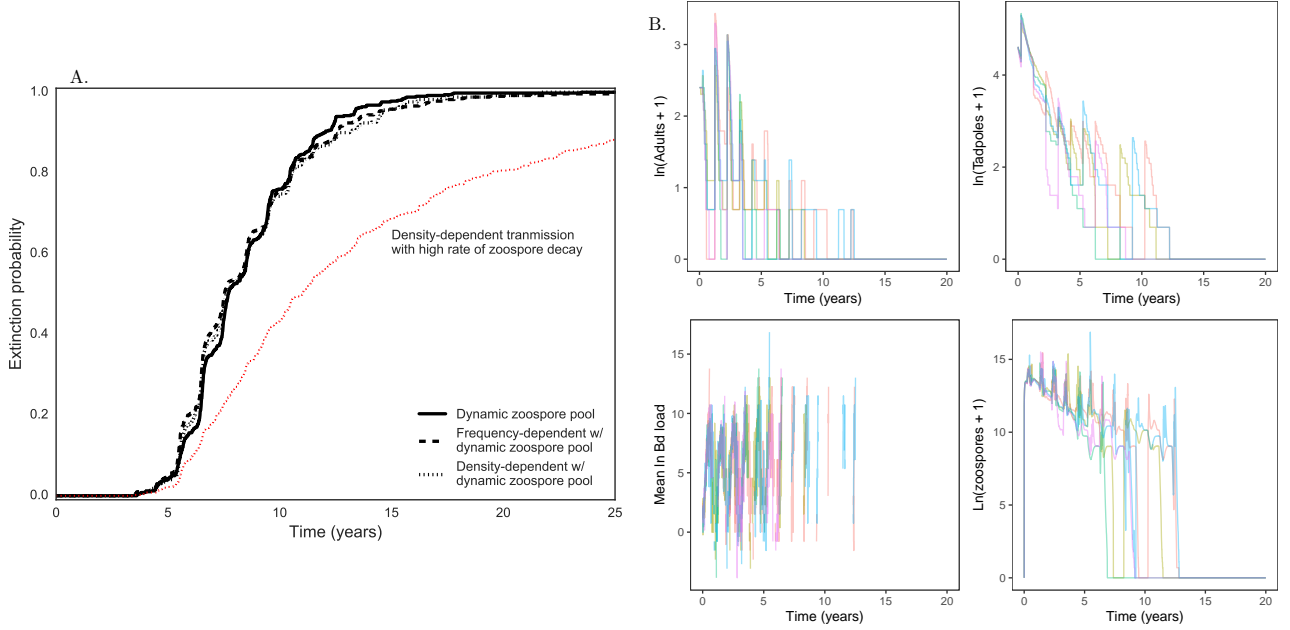 A.
1.0
0.8
0.6
0.4
0.2
0.0
Extinction probability
Density-dependent tranmission
with high rate of zoospore decay
Dynamic zoospore pool
Frequency-dependent w/
dynamic zoospore pool
Density-dependent w/
dynamic zoospore pool
0 5 10 15 20 25
Time (years)
B.
3
2
1
0
ln(Adults + 1)
0 5 10 15 20
Time (years)
4
2
0
ln(Tadpoles + 1)
0 5 10 15 20
Time (years)
15
10
5
0
Mean ln Bd load
0 5 10 15 20
Time (years)
15
10
5
0
Ln(zoospores + 1)
0 5 10 15 20
Time (years)